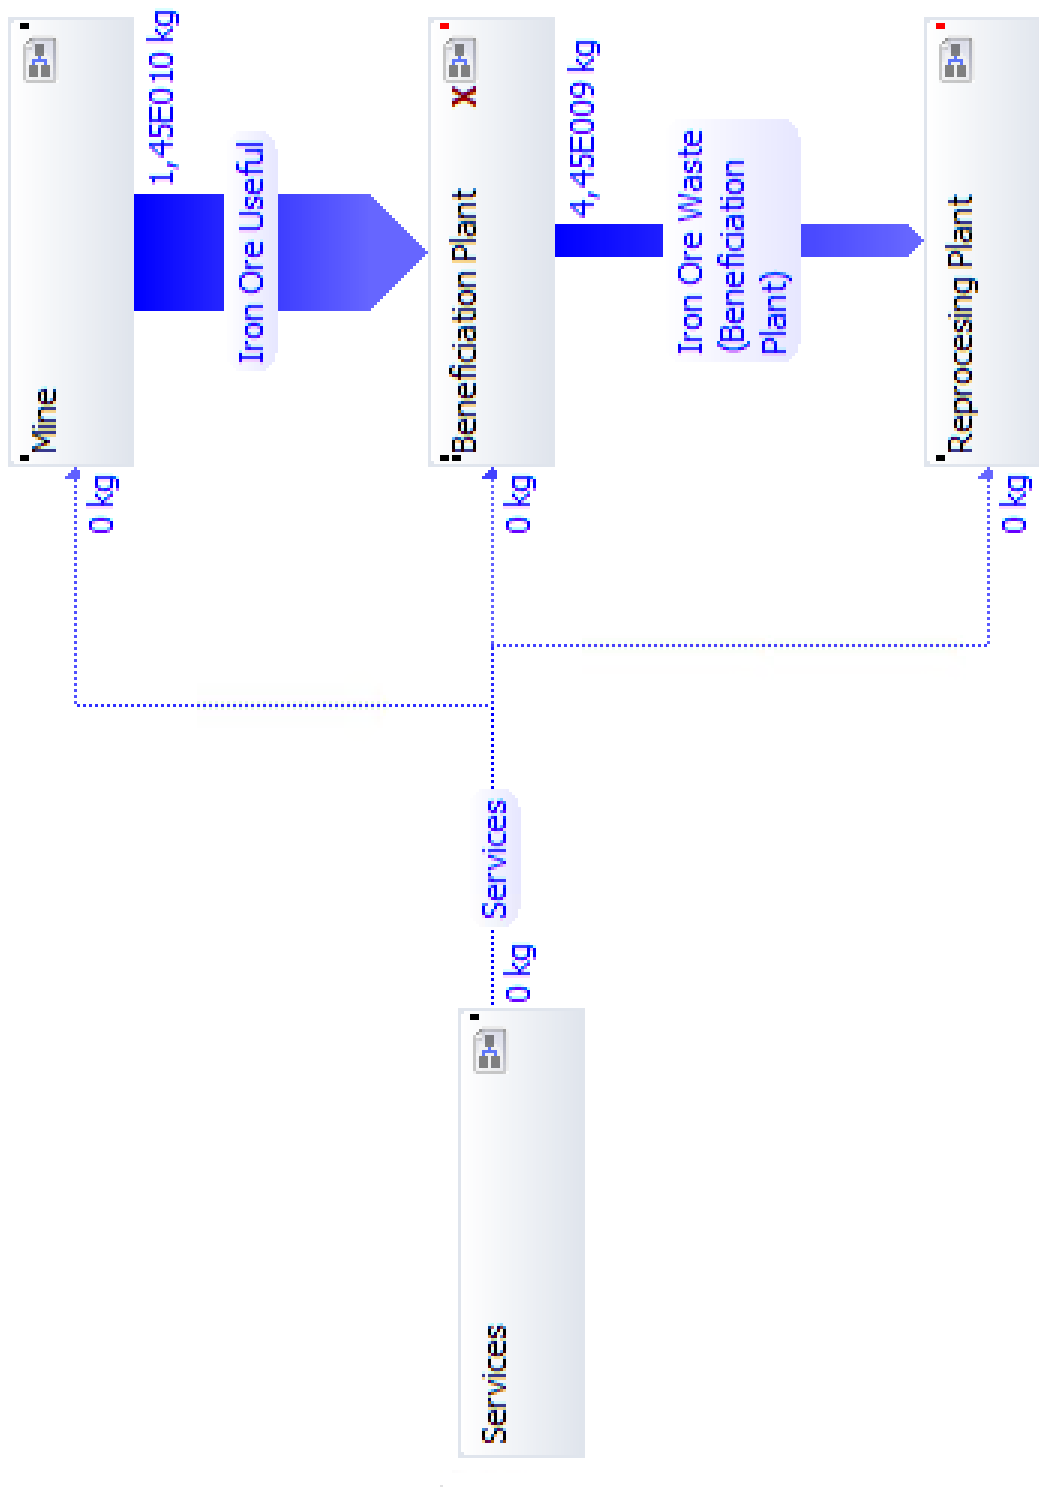 Mine
1,45E010 kg
Iron Ore Useful
Beneficiation Plant
X
4,45E009 kg
Iron Ore Waste
(Beneficiation
Plant)
Reprocesing Plant
0 kg
0 kg
0 kg
Services
0 kg
Services